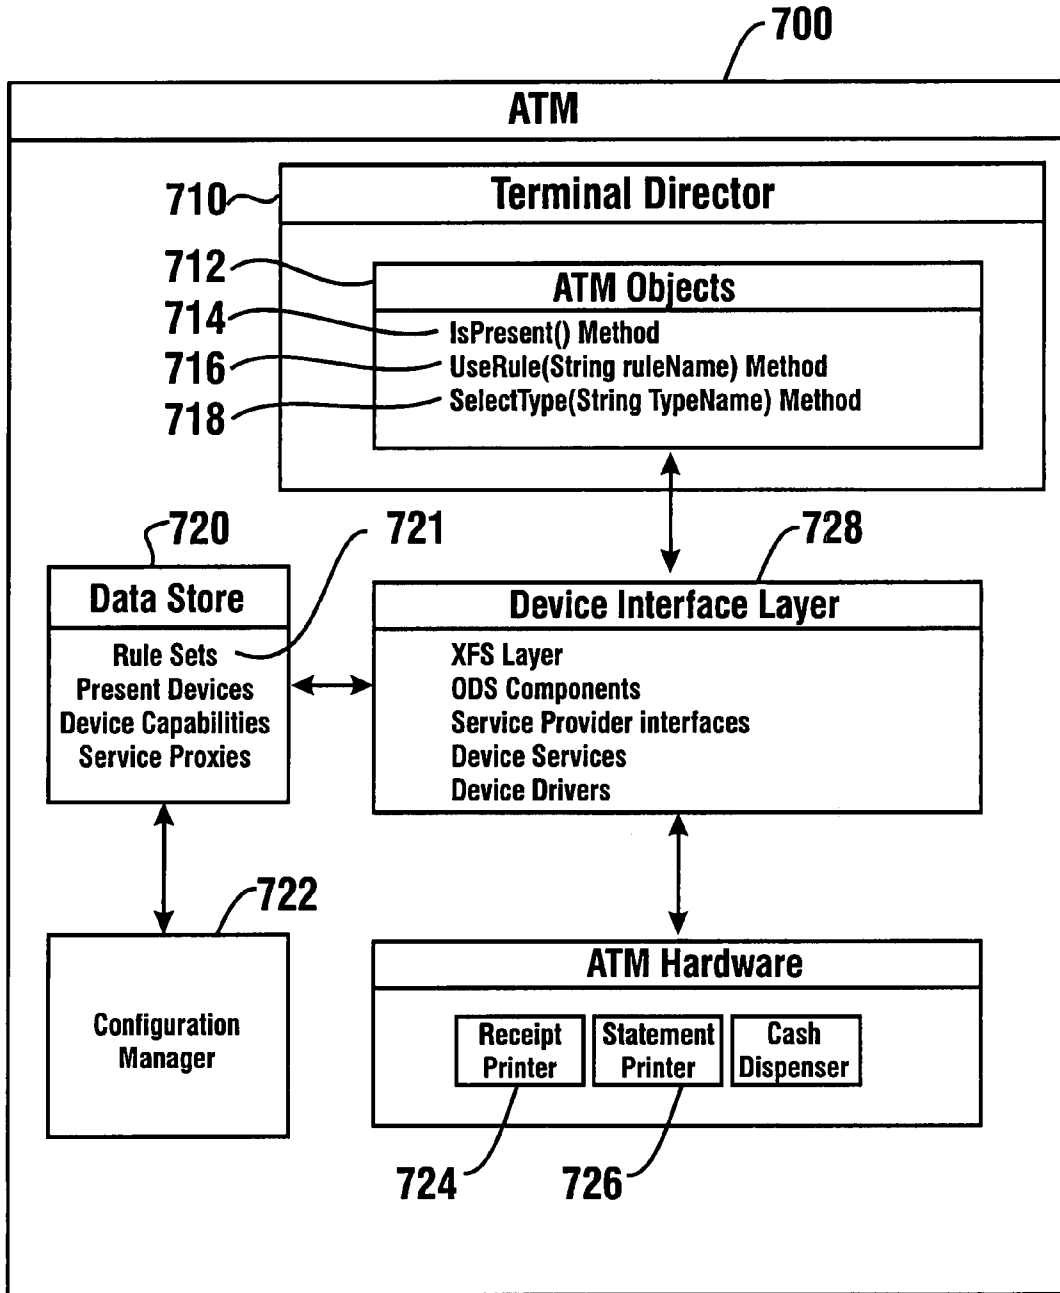 700
ATM
710
Terminal Director
712
ATM Objects
714
IsPresent() Method
716
UseRule(String ruleName) Method
718
SelectType(String TypeName) Method
720
721
728
Data Store
Rule Sets
Present Devices
Device Capabilities
Service Proxies
Device Interface Layer
XFS Layer
ODS Components
Service Provider interfaces
Device Services
Device Drivers
722
Configuration
Manager
ATM Hardware
Receipt
Printer
Statement
Printer
Cash
Dispenser
724
726